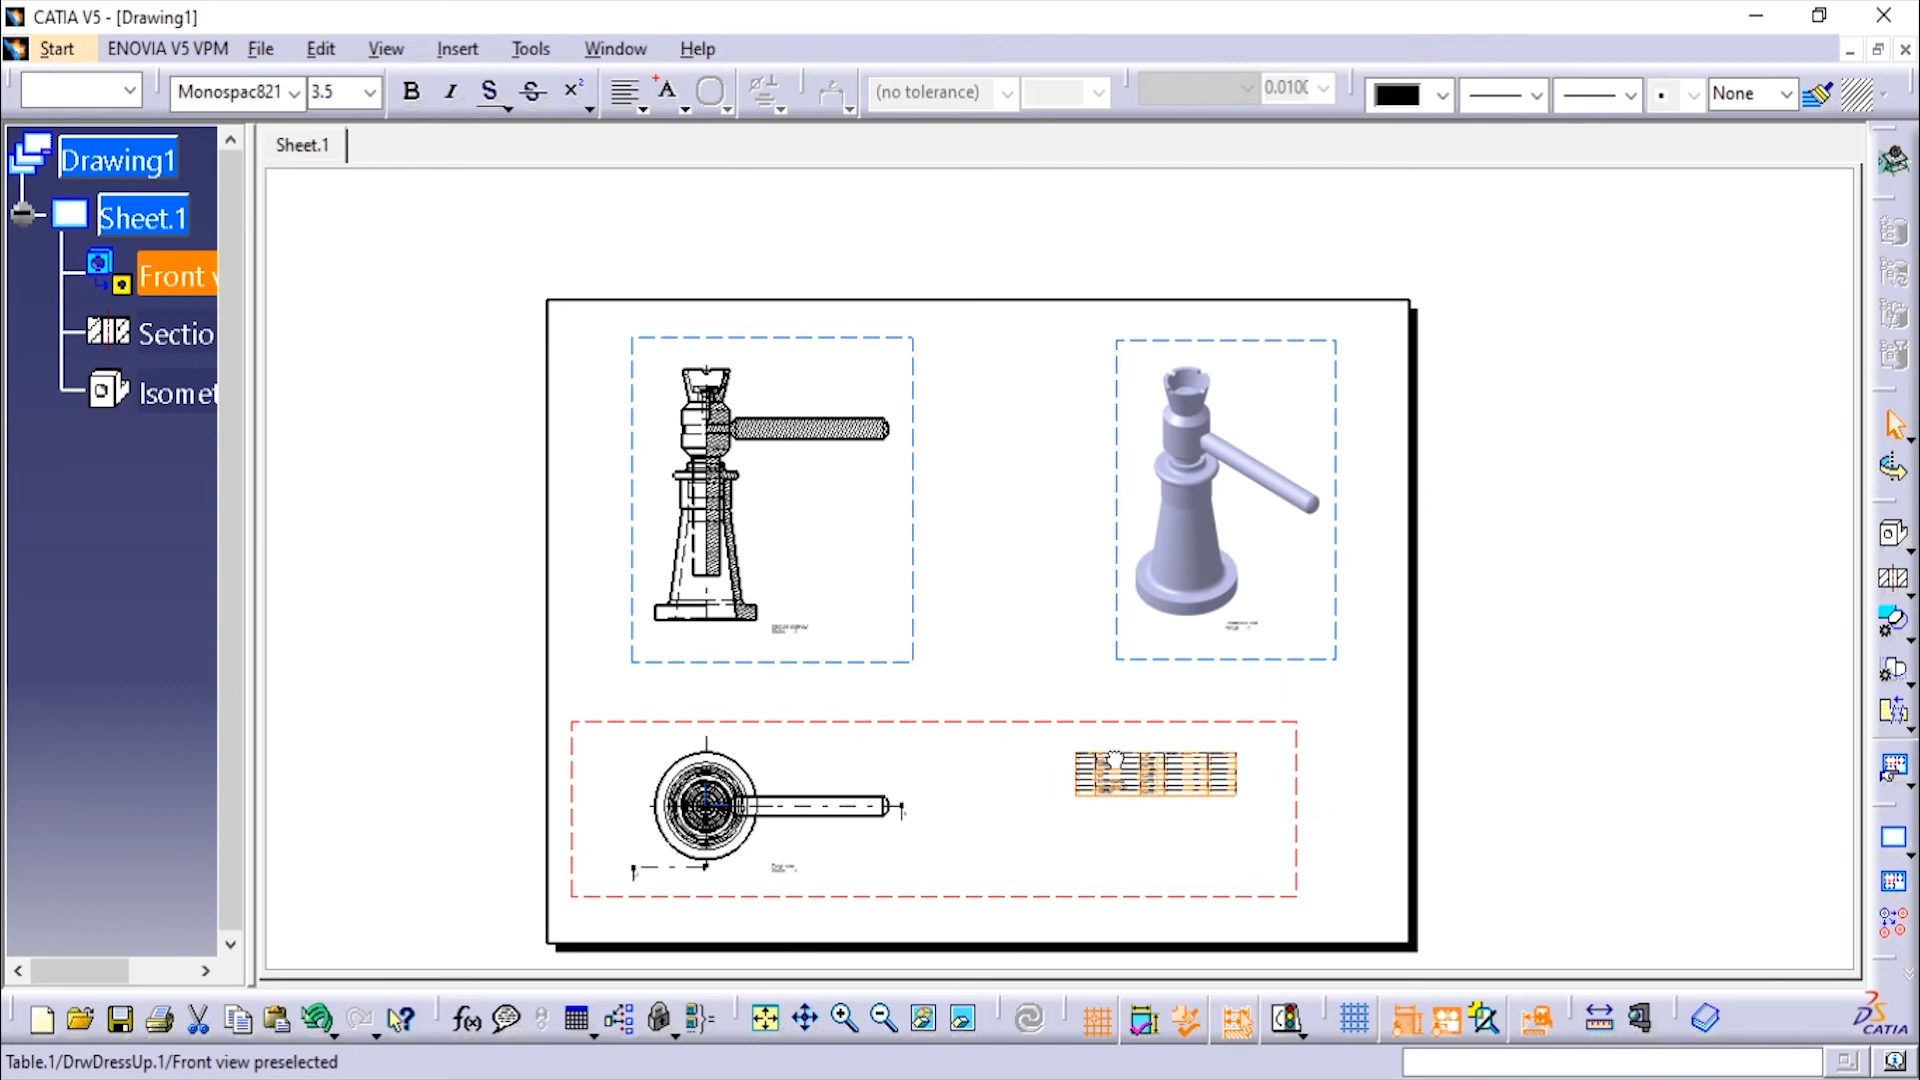 CATIA V5 - [Drawing1]
Start ENOVIA V5 VPM File Edit View Insert Tools Window Help
Monospac821 3.5 B I S S x² A (no tolerance) 0.010 None
Drawing1
Sheet.1
Front v
Sectio
Isomet
Sheet.1
f(x)
DS CATIA
Table.1/DrwDressUp.1/Front view preselected